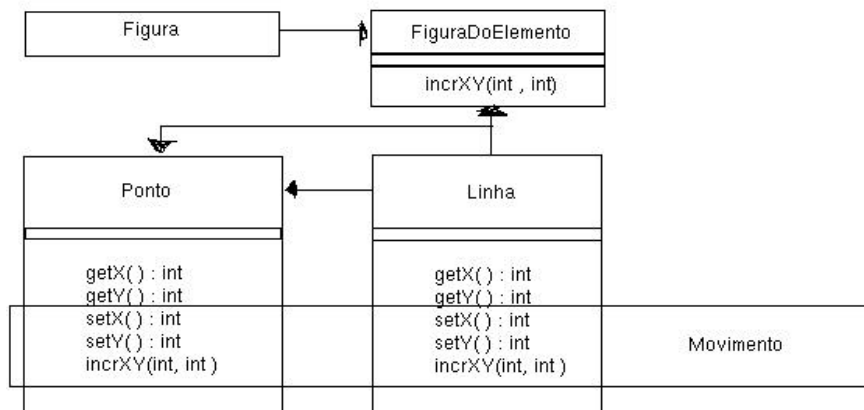 Figura
FiguraDoElemento
incrXY(int , int)
Ponto
getX( ) : int
getY( ) : int
setX( ) : int
setY( ) : int
incrXY(int, int )
Linha
getX( ) : int
getY( ) : int
setX( ) : int
setY( ) : int
incrXY(int, int )
Movimento